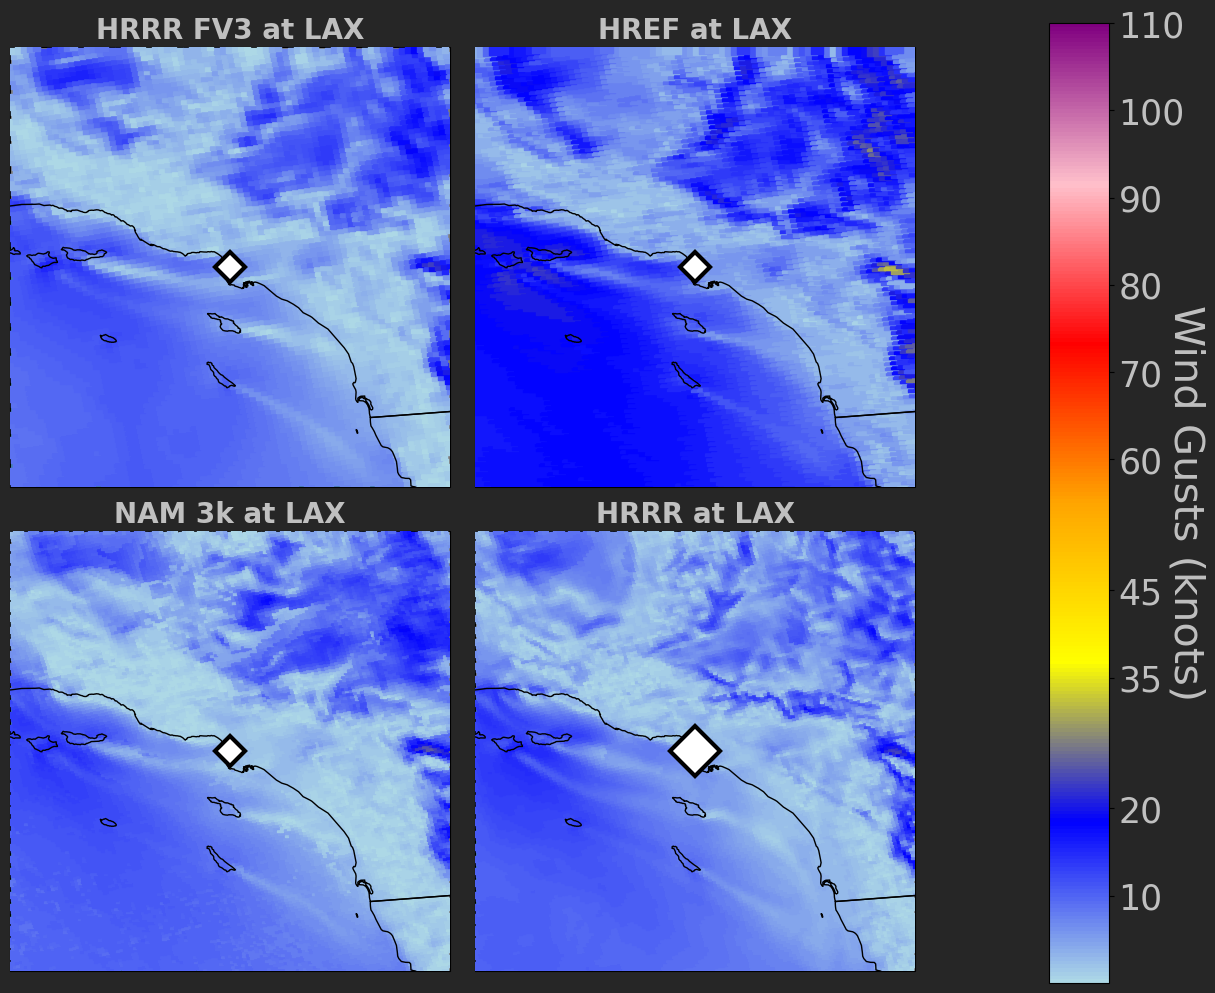 HRRR FV3 at LAX
HREF at LAX
NAM 3k at LAX
HRRR at LAX
110
100
90
80
70
60
45
35
20
10
Wind Gusts (knots)